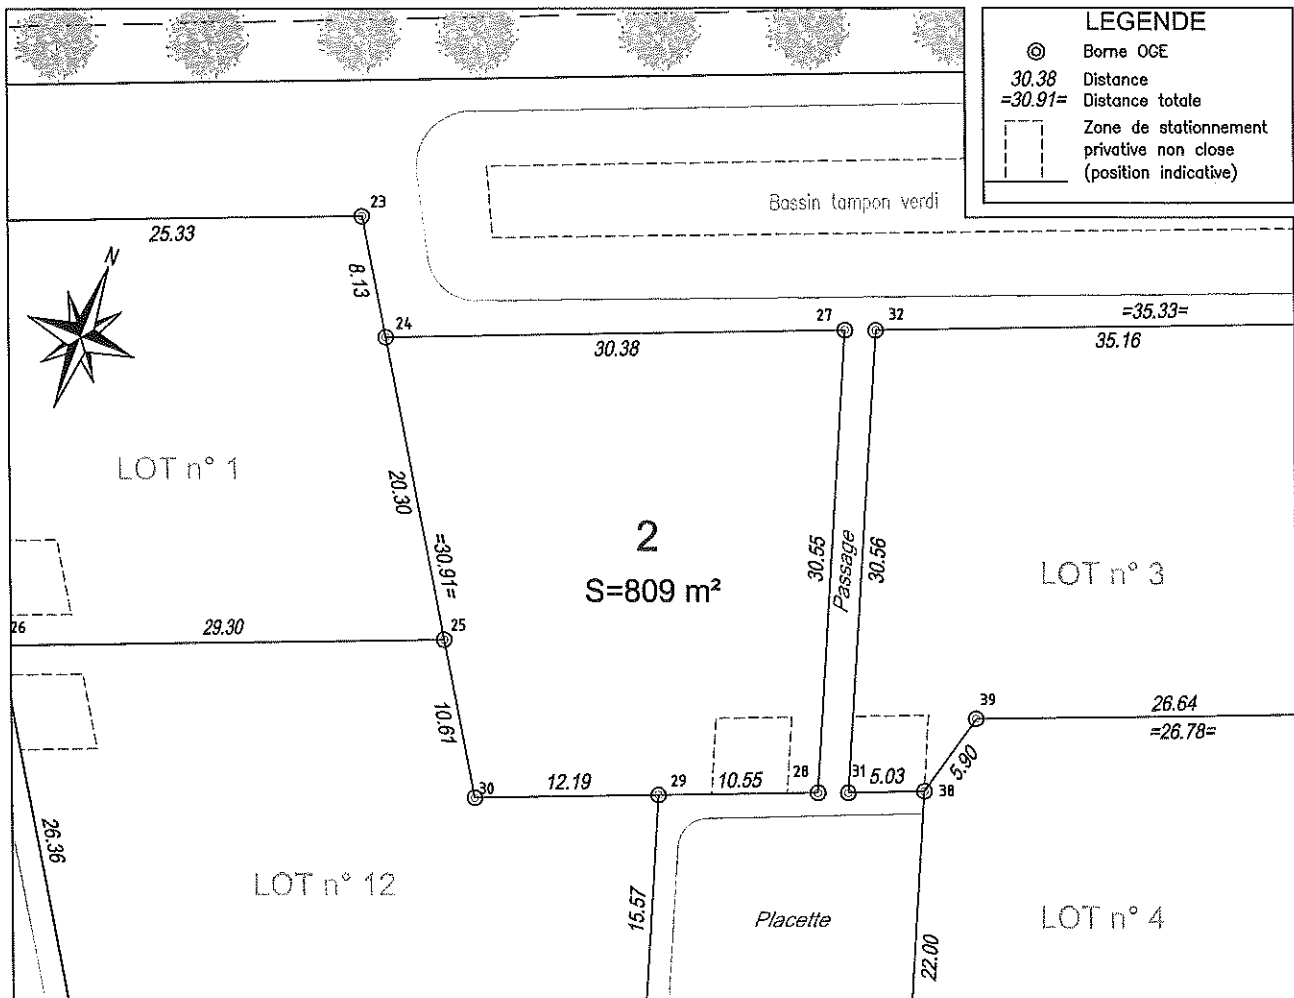 LEGENDE
Borne OGE
30.38 Distance
=30.91= Distance totale
Zone de stationnement
privative non close
(position indicative)
Bassin tampon verdi
23
25.33
8.13
N
24
27
32
=35.33=
30.38
35.16
LOT n° 1
20.30
=30.91=
2
S=809 m²
30.55
Passage
30.56
LOT n° 3
26
29.30
25
10.61
39
26.64
=26.78=
5.90
30
12.19
29
10.55
28
31
5.03
38
26.36
LOT n° 12
15.57
Placette
22.00
LOT n° 4